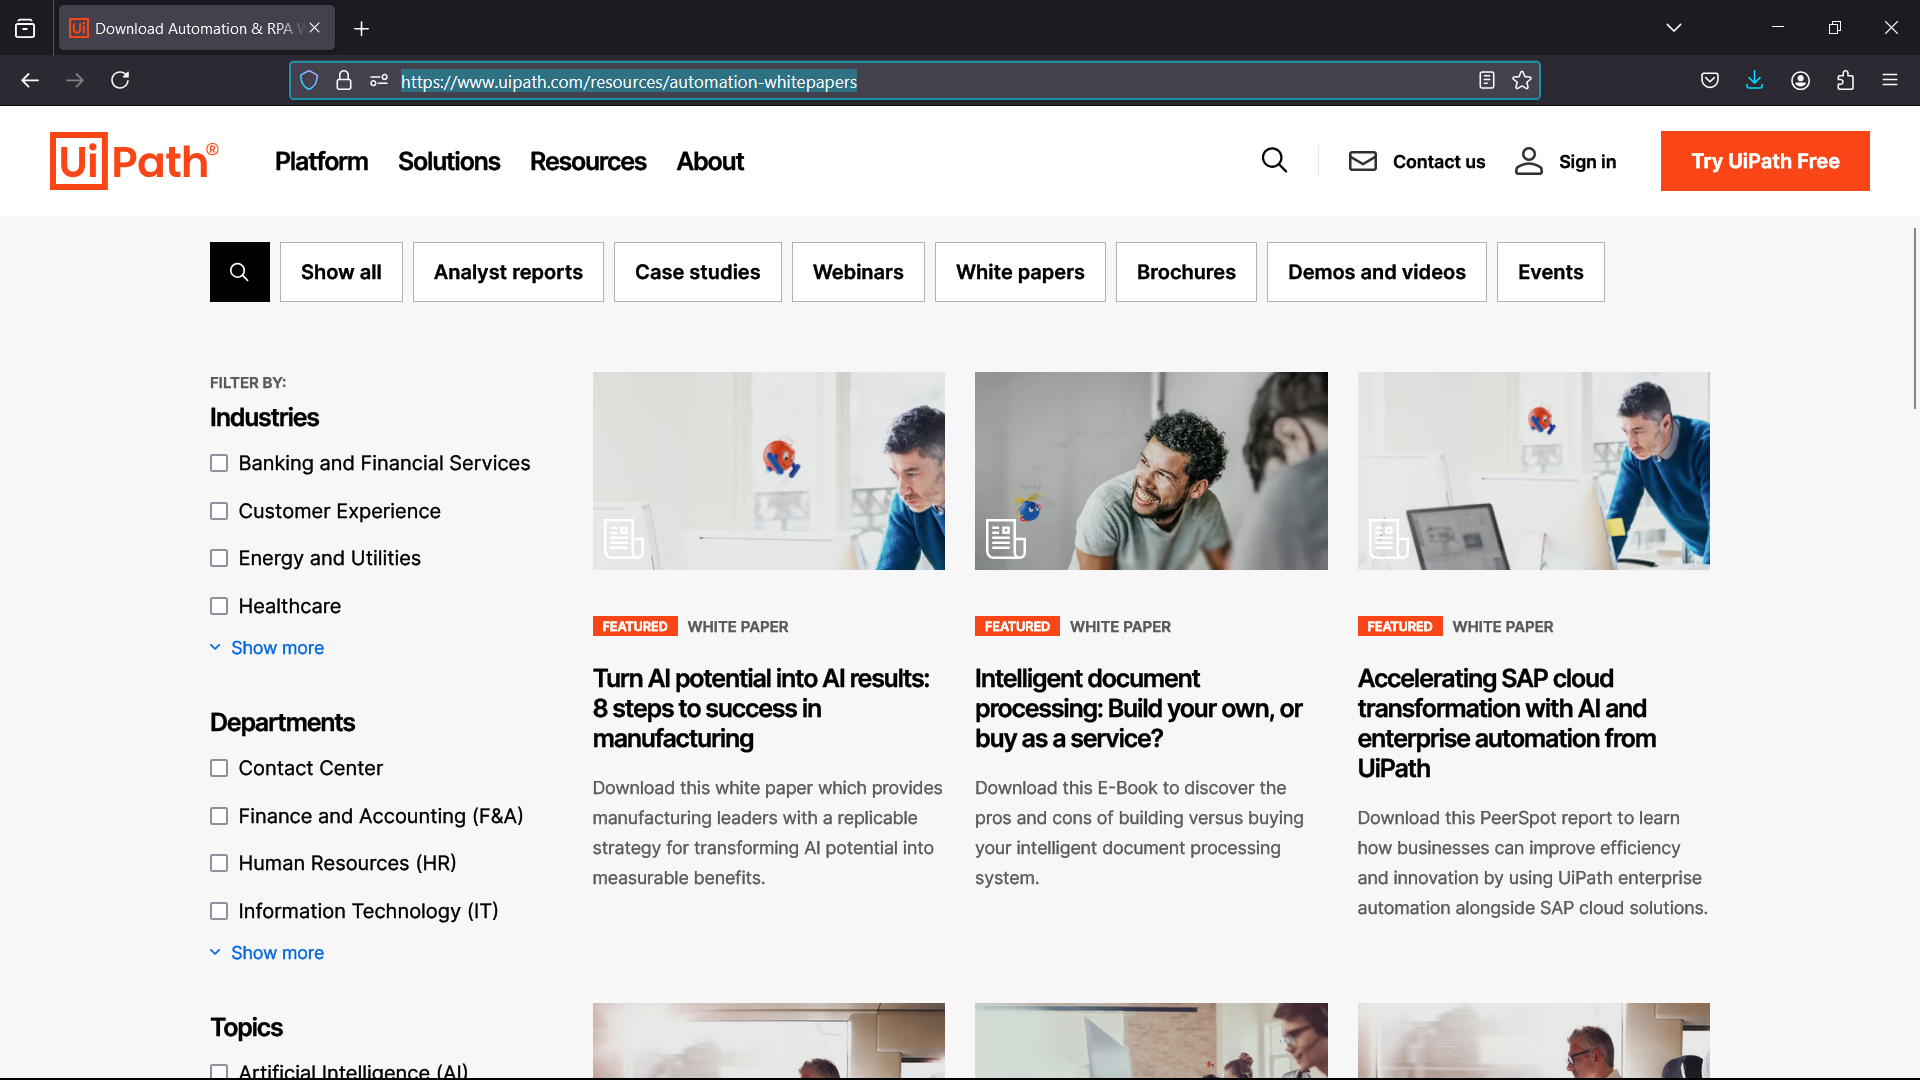 Download Automation & RPA W
https://www.uipath.com/resources/automation-whitepapers
UiPath®
Platform
Solutions
Resources
About
Contact us
Sign in
Try UiPath Free
Show all
Analyst reports
Case studies
Webinars
White papers
Brochures
Demos and videos
Events
FILTER BY:
Industries
Banking and Financial Services
Customer Experience
Energy and Utilities
Healthcare
Show more
Departments
Contact Center
Finance and Accounting (F&A)
Human Resources (HR)
Information Technology (IT)
Show more
Topics
Artificial Intelligence (AI)
FEATURED WHITE PAPER
Turn AI potential into AI results:
8 steps to success in
manufacturing
Download this white paper which provides
manufacturing leaders with a replicable
strategy for transforming AI potential into
measurable benefits.
FEATURED WHITE PAPER
Intelligent document
processing: Build your own, or
buy as a service?
Download this E-Book to discover the
pros and cons of building versus buying
your intelligent document processing
system.
FEATURED WHITE PAPER
Accelerating SAP cloud
transformation with AI and
enterprise automation from
UiPath
Download this PeerSpot report to learn
how businesses can improve efficiency
and innovation by using UiPath enterprise
automation alongside SAP cloud solutions.